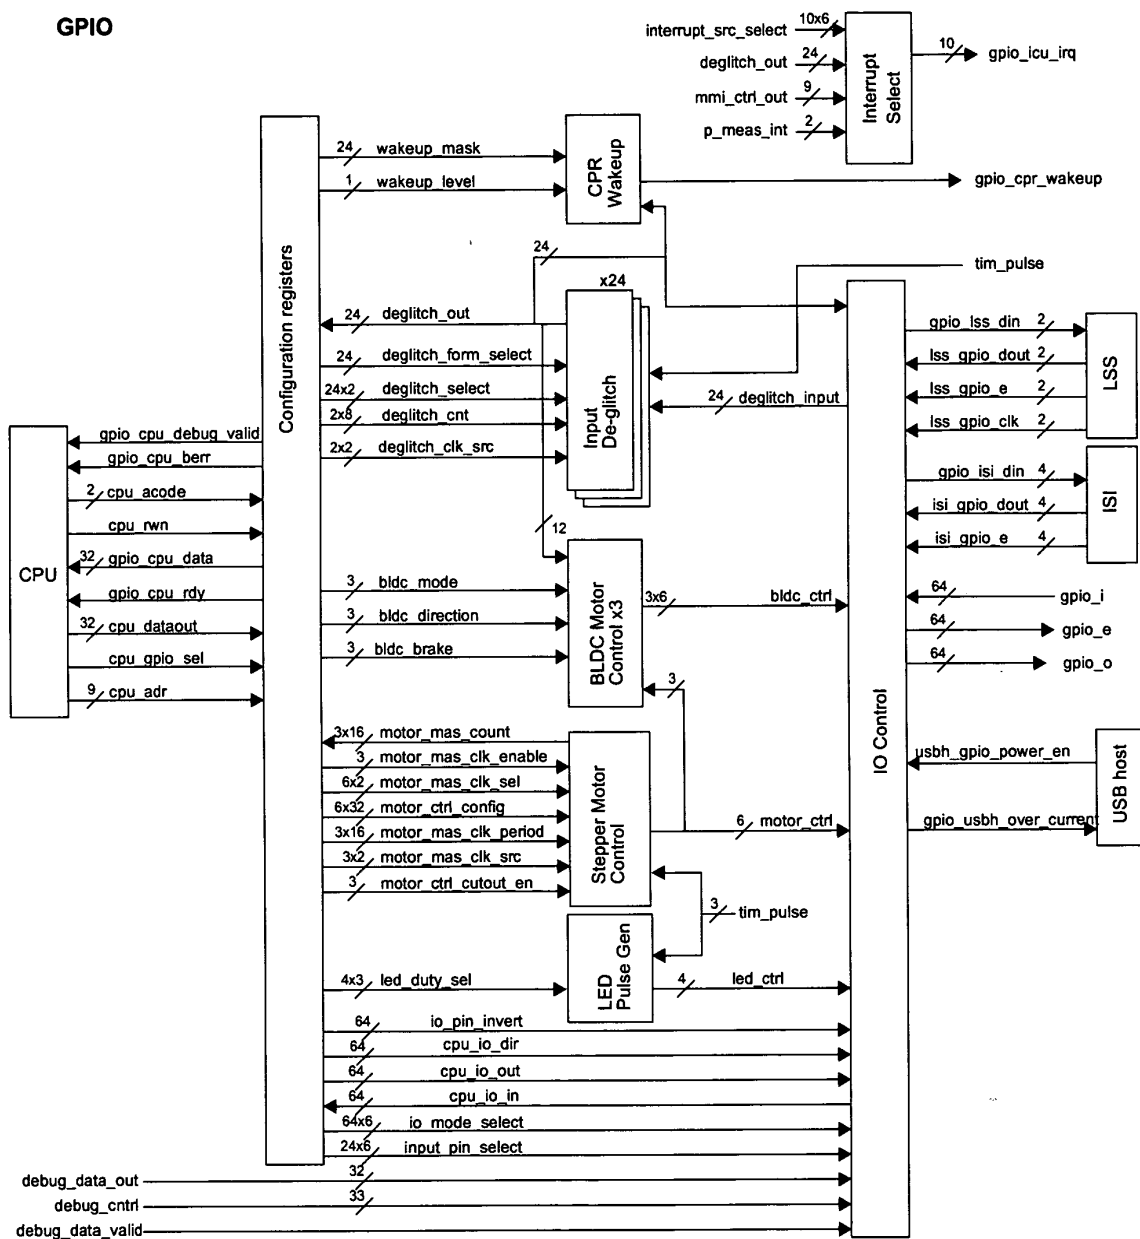 GPIO
interrupt_src_select 10x6
deglitch_out 24
mmi_ctrl_out 9
p_meas_int 2
Interrupt Select
10 gpio_icu_irq
24 wakeup_mask
1 wakeup_level
CPR Wakeup
gpio_cpr_wakeup
24
x24
tim_pulse
Configuration registers
24 deglitch_out
24 deglitch_form_select
24x2 deglitch_select
2x8 deglitch_cnt
2x2 deglitch_clk_src
Input De-glitch
24 deglitch_input
12
gpio_lss_din 2
lss_gpio_dout 2
lss_gpio_e 2
lss_gpio_clk 2
LSS
gpio_isi_din 4
isi_gpio_dout 4
isi_gpio_e 4
ISI
CPU
gpio_cpu_debug_valid
gpio_cpu_berr
2 cpu_acode
cpu_rwn
32 gpio_cpu_data
gpio_cpu_rdy
32 cpu_dataout
cpu_gpio_sel
9 cpu_adr
3 bldc_mode
3 bldc_direction
3 bldc_brake
BLDC Motor Control x3
3x6 bldc_ctrl
3
64 gpio_i
64 gpio_e
64 gpio_o
IO Control
3x16 motor_mas_count
3 motor_mas_clk_enable
6x2 motor_mas_clk_sel
6x32 motor_ctrl_config
3x16 motor_mas_clk_period
3x2 motor_mas_clk_src
3 motor_ctrl_cutout_en
Stepper Motor Control
6 motor_ctrl
3 tim_pulse
usbh_gpio_power_en
gpio_usbh_over_current
USB host
4x3 led_duty_sel
LED Pulse Gen
4 led_ctrl
64 io_pin_invert
64 cpu_io_dir
64 cpu_io_out
64 cpu_io_in
64x6 io_mode_select
24x6 input_pin_select
debug_data_out 32
debug_cntrl 33
debug_data_valid